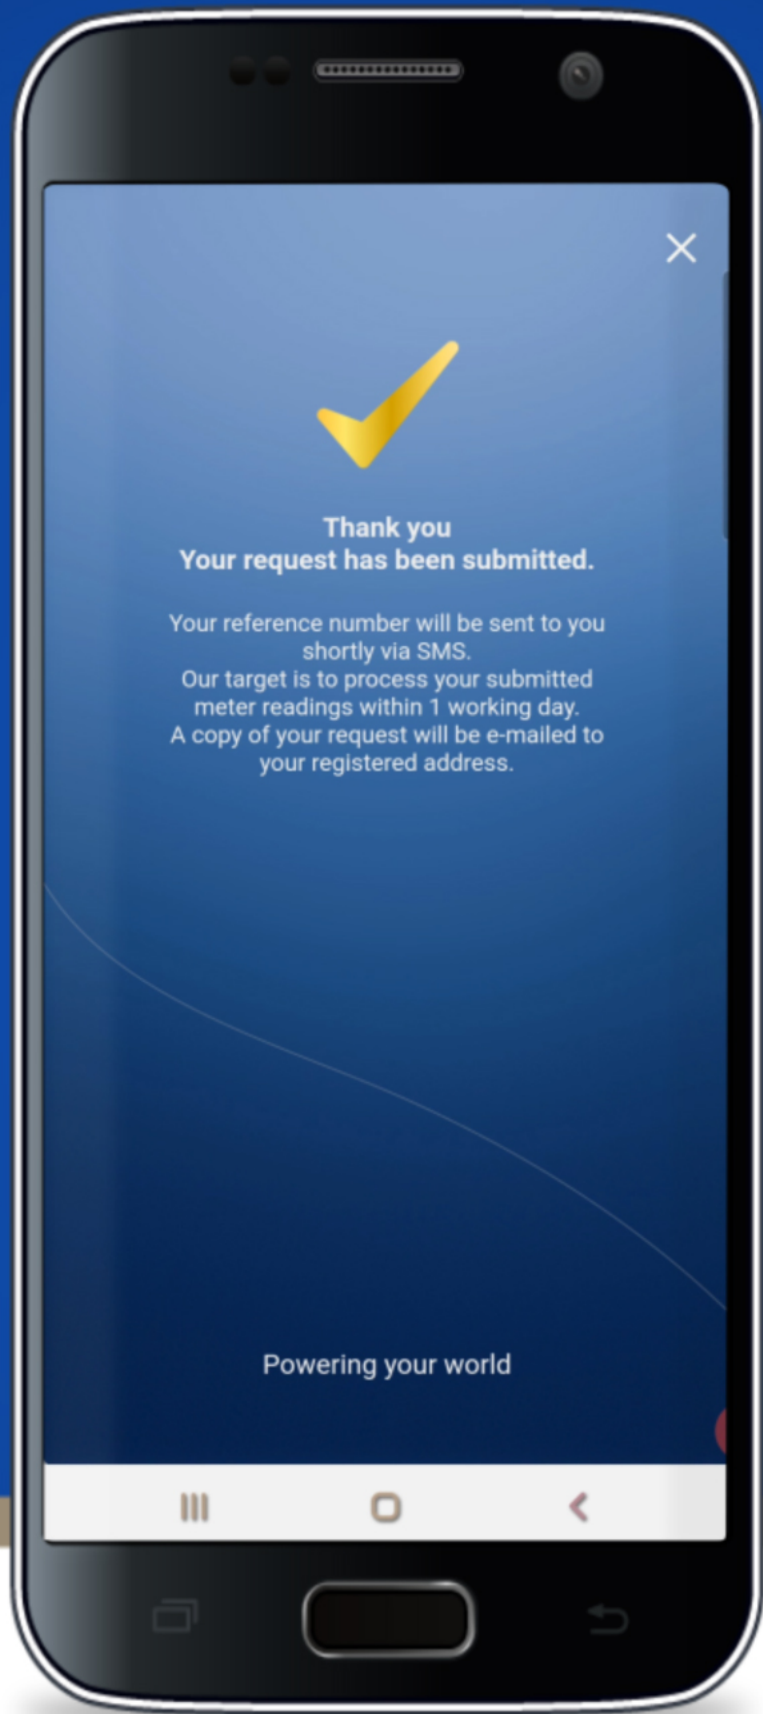 Thank you
Your request has been submitted.
Your reference number will be sent to you
shortly via SMS.
Our target is to process your submitted
meter readings within 1 working day.
A copy of your request will be e-mailed to
your registered address.
Powering your world